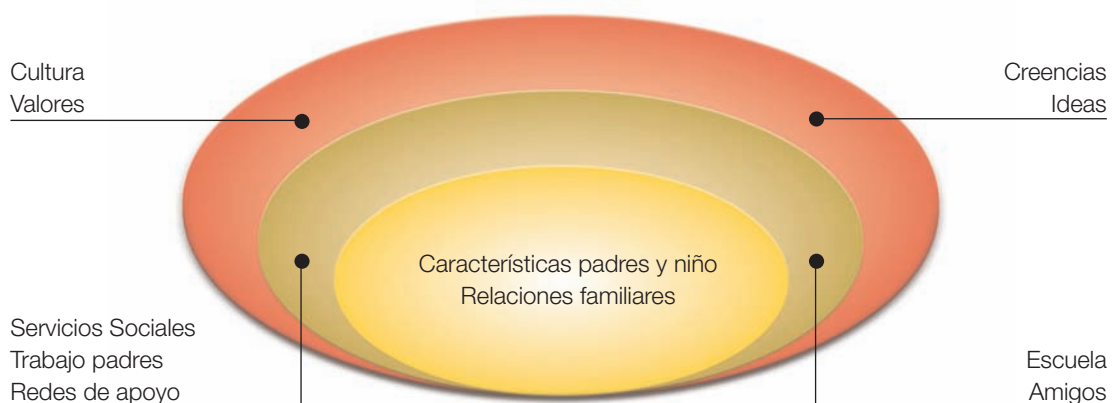 Cultura
Valores
Creencias
Ideas
Características padres y niño
Relaciones familiares
Servicios Sociales
Trabajo padres
Redes de apoyo
Escuela
Amigos